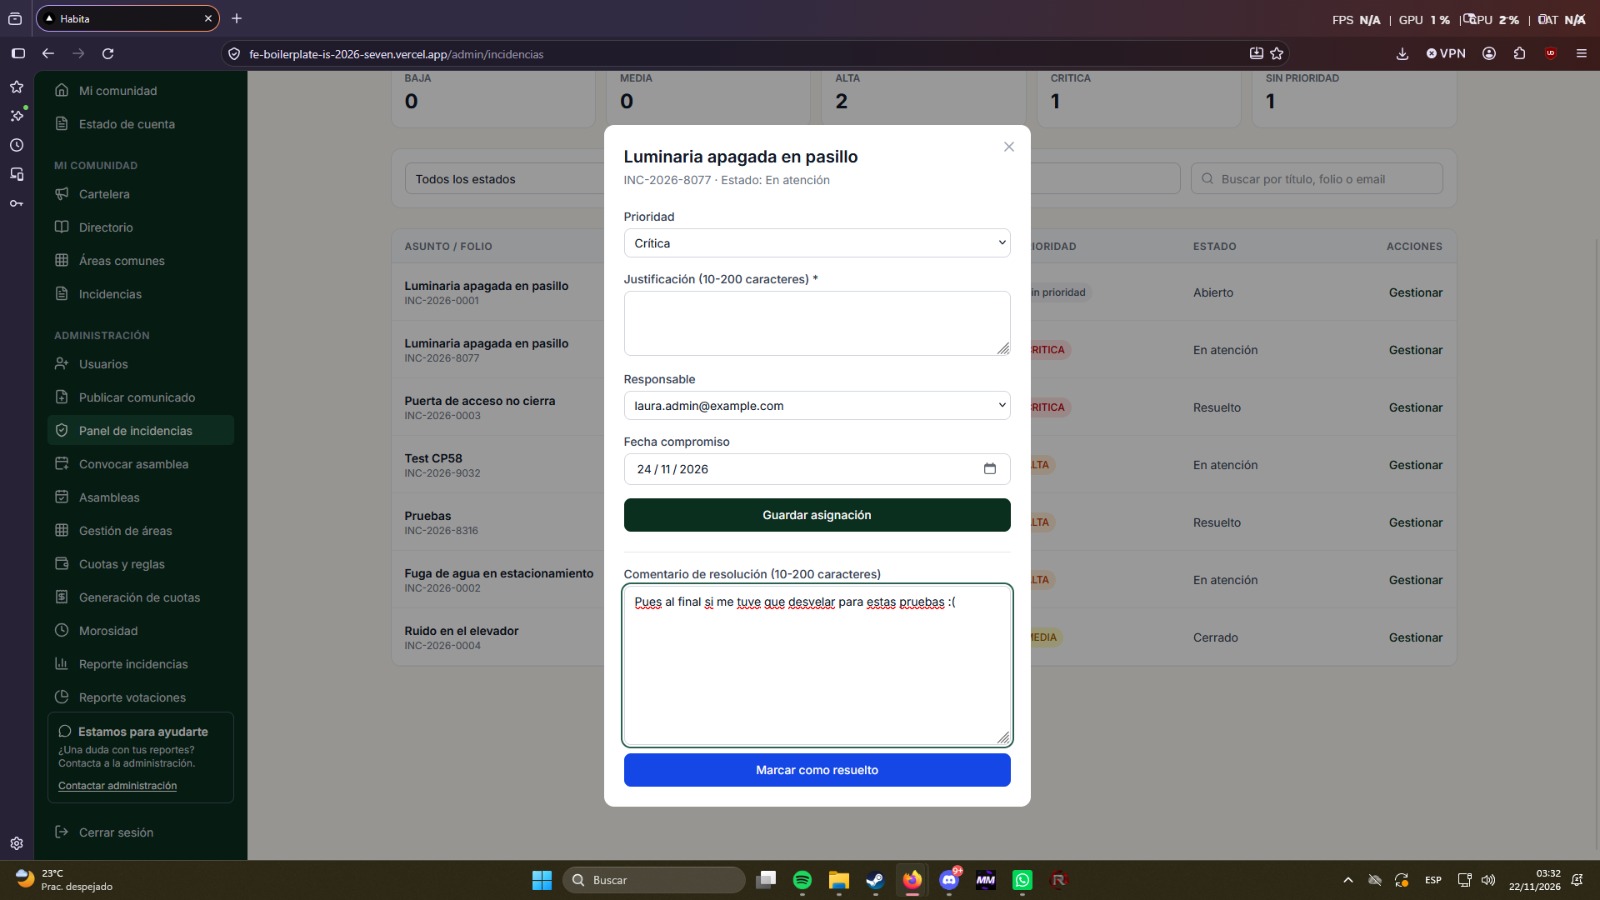 Habita
FPS N/A | GPU 1 % | CPU 2 % | LAT N/A
fe-boilerplate-is-2026-seven.vercel.app/admin/incidencias
VPN
Mi comunidad
Estado de cuenta
MI COMUNIDAD
Cartelera
Directorio
Áreas comunes
Incidencias
ADMINISTRACIÓN
Usuarios
Publicar comunicado
Panel de incidencias
Convocar asamblea
Asambleas
Gestión de áreas
Cuotas y reglas
Generación de cuotas
Morosidad
Reporte incidencias
Reporte votaciones
Estamos para ayudarte
¿Una duda con tus reportes?
Contacta a la administración.
Contactar administración
Cerrar sesión
BAJA MEDIA ALTA CRITICA SIN PRIORIDAD
0 0 2 1 1
Todos los estados
Buscar por título, folio o email
ASUNTO / FOLIO IORIDAD ESTADO ACCIONES
Luminaria apagada en pasillo
INC-2026-0001
in prioridad Abierto Gestionar
Luminaria apagada en pasillo
INC-2026-8077
RITICA En atención Gestionar
Puerta de acceso no cierra
INC-2026-0003
RITICA Resuelto Gestionar
Test CP58
INC-2026-9032
LTA En atención Gestionar
Pruebas
INC-2026-8316
LTA Resuelto Gestionar
Fuga de agua en estacionamiento
INC-2026-0002
LTA En atención Gestionar
Ruido en el elevador
INC-2026-0004
MEDIA Cerrado Gestionar
Luminaria apagada en pasillo
INC-2026-8077 · Estado: En atención
Prioridad
Crítica
Justificación (10-200 caracteres) *
Responsable
laura.admin@example.com
Fecha compromiso
24 / 11 / 2026
Guardar asignación
Comentario de resolución (10-200 caracteres)
Pues al final si me tuve que desvelar para estas pruebas :(
Marcar como resuelto
23°C
Prac. despejado
Buscar
9+
MM
ESP
03:32
22/11/2026